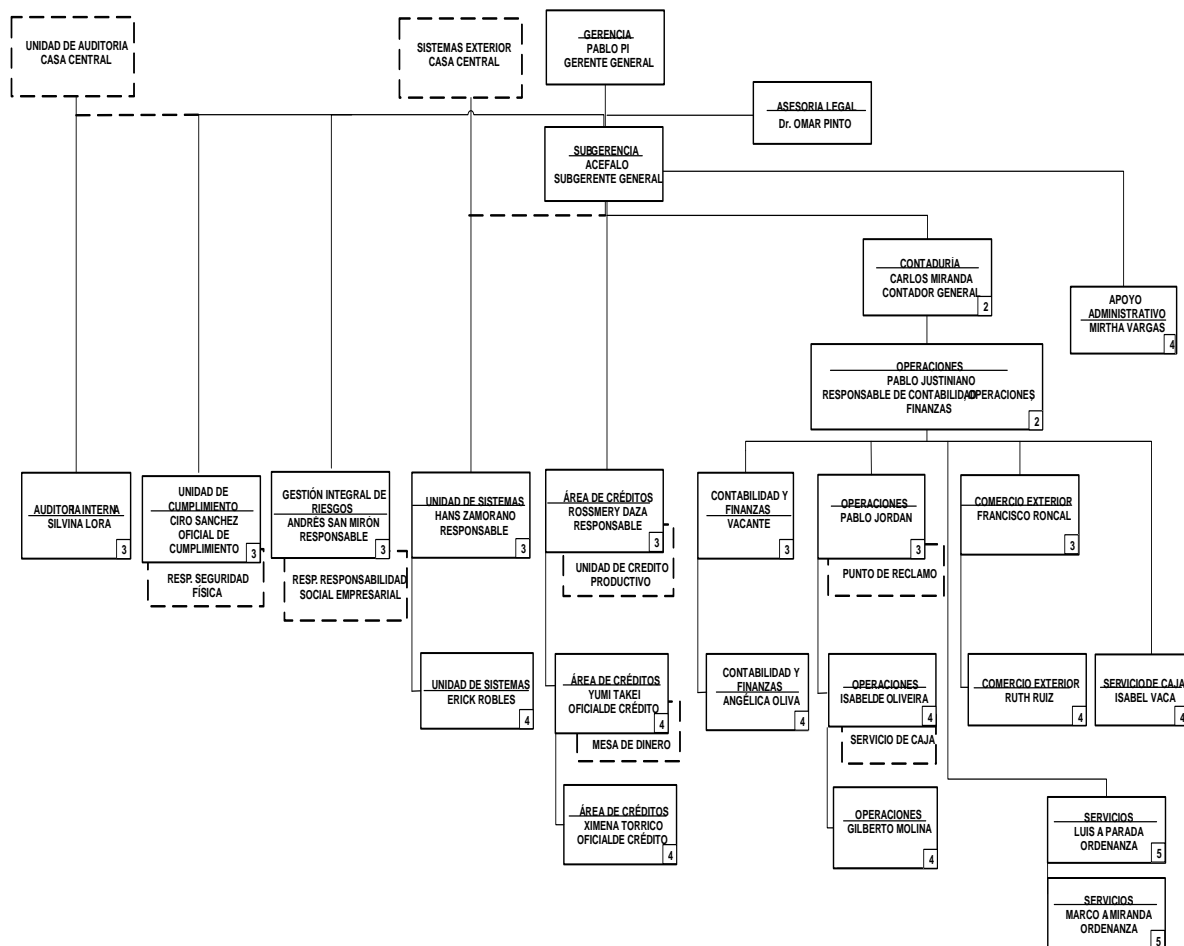 UNIDAD DE AUDITORIA
CASA CENTRAL
SISTEMAS EXTERIOR
CASA CENTRAL
GERENCIA
PABLO PI
GERENTE GENERAL
ASESORIA LEGAL
Dr. OMAR PINTO
SUBGERENCIA
ACEFALO
SUBGERENTE GENERAL
CONTADURÍA
CARLOS MIRANDA
CONTADOR GENERAL
2
APOYO
ADMINISTRATIVO
MIRTHA VARGAS
4
OPERACIONES
PABLO JUSTINIANO
RESPONSABLE DE CONTABILIDAD, OPERACIONES,
FINANZAS
2
AUDITORA INTERNA
SILVINA LORA
3
UNIDAD DE
CUMPLIMIENTO
CIRO SANCHEZ
OFICIAL DE
CUMPLIMIENTO
3
RESP. SEGURIDAD
FÍSICA
GESTIÓN INTEGRAL DE
RIESGOS
ANDRÉS SAN MIRÓN
RESPONSABLE
3
RESP. RESPONSABILIDAD
SOCIAL EMPRESARIAL
UNIDAD DE SISTEMAS
HANS ZAMORANO
RESPONSABLE
3
ÁREA DE CRÉDITOS
ROSSMERY DAZA
RESPONSABLE
3
UNIDAD DE CREDITO
PRODUCTIVO
CONTABILIDAD Y
FINANZAS
VACANTE
3
OPERACIONES
PABLO JORDAN
3
PUNTO DE RECLAMO
COMERCIO EXTERIOR
FRANCISCO RONCAL
3
UNIDAD DE SISTEMAS
ERICK ROBLES
4
ÁREA DE CRÉDITOS
YUMI TAKEI
OFICIALDE CRÉDITO
4
MESA DE DINERO
CONTABILIDAD Y
FINANZAS
ANGÉLICA OLIVA
4
OPERACIONES
ISABELDE OLIVEIRA
4
SERVICIO DE CAJA
COMERCIO EXTERIOR
RUTH RUIZ
4
SERVICIO DE CAJA
ISABEL VACA
4
ÁREA DE CRÉDITOS
XIMENA TORRICO
OFICIALDE CRÉDITO
4
OPERACIONES
GILBERTO MOLINA
4
SERVICIOS
LUIS A PARADA
ORDENANZA
5
SERVICIOS
MARCO A MIRANDA
ORDENANZA
5